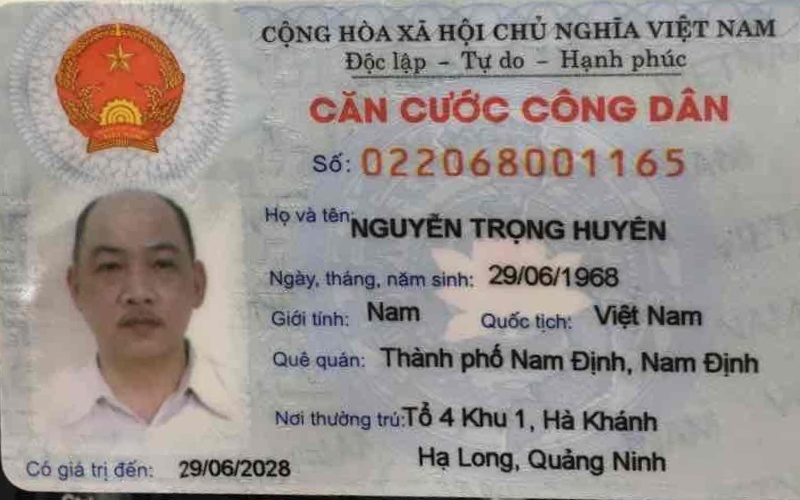 CỘNG HÒA XÃ HỘI CHỦ NGHĨA VIỆT NAM
Độc lập - Tự do - Hạnh phúc
CĂN CƯỚC CÔNG DÂN
Số: 022068001165
Họ và tên: NGUYỄN TRỌNG HUYÊN
Ngày, tháng, năm sinh: 29/06/1968
Giới tính: Nam Quốc tịch: Việt Nam
Quê quán: Thành phố Nam Định, Nam Định
Nơi thường trú: Tổ 4 Khu 1, Hà Khánh
Hạ Long, Quảng Ninh
Có giá trị đến: 29/06/2028